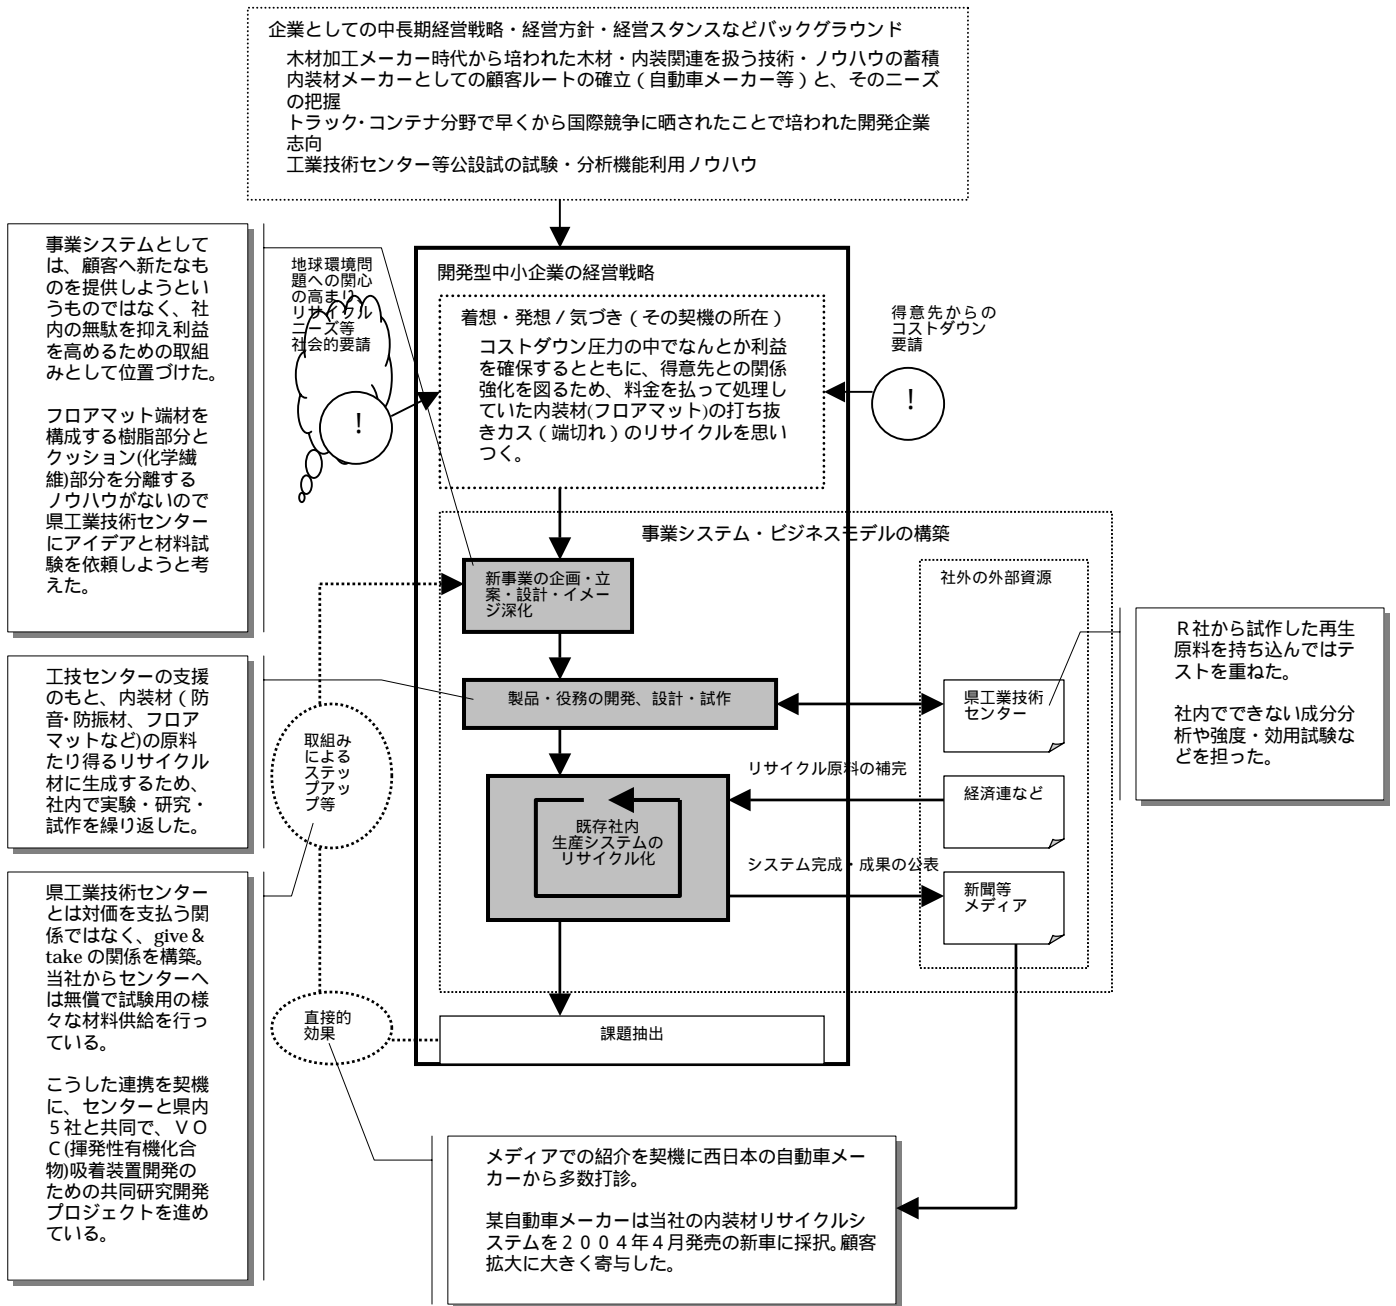 企業としての中長期経営戦略・経営方針・経営スタンスなどバックグラウンド
木材加工メーカー時代から培われた木材・内装関連を扱う技術・ノウハウの蓄積
内装材メーカーとしての顧客ルートの確立（自動車メーカー等）と、そのニーズ
の把握
トラック・コンテナ分野で早くから国際競争に晒されたことで培われた開発企業
志向
工業技術センター等公設試の試験・分析機能利用ノウハウ
事業システムとして
は、顧客へ新たなも
のを提供しようとい
うものではなく、社
内の無駄を抑え利益
を高めるための取組
みとして位置づけた。
フロアマット端材を
構成する樹脂部分と
クッション(化学繊
維)部分を分離する
ノウハウがないので
県工業技術センター
にアイデアと材料試
験を依頼しようと考
えた。
地球環境問
題への関心
の高まり
リサイクル
ニーズ等
社会的要請
！
開発型中小企業の経営戦略
着想・発想／気づき（その契機の所在）
コストダウン圧力の中でなんとか利益
を確保するとともに、得意先との関係
強化を図るため、料金を払って処理し
ていた内装材(フロアマット)の打ち抜
きカス（端切れ）のリサイクルを思い
つく。
得意先からの
コストダウン
要請
！
事業システム・ビジネスモデルの構築
新事業の企画・立
案・設計・イメー
ジ深化
社外の外部資源
Ｒ社から試作した再生
原料を持ち込んではテ
ストを重ねた。
社内でできない成分分
析や強度・効用試験な
どを担った。
工技センターの支援
のもと、内装材（防
音・防振材、フロア
マットなど)の原料
たり得るリサイクル
材に生成するため、
社内で実験・研究・
試作を繰り返した。
製品・役務の開発、設計・試作
県工業技術
センター
取組み
による
ステッ
プアッ
プ等
リサイクル原料の補完
経済連など
既存社内
生産システムの
リサイクル化
システム完成・成果の公表
新聞等
メディア
県工業技術センター
とは対価を支払う関
係ではなく、give＆
take の関係を構築。
当社からセンターへ
は無償で試験用の様
々な材料供給を行っ
ている。
こうした連携を契機
に、センターと県内
５社と共同で、ＶＯ
Ｃ(揮発性有機化合
物)吸着装置開発の
ための共同研究開発
プロジェクトを進め
ている。
直接的
効果
課題抽出
メディアでの紹介を契機に西日本の自動車メー
カーから多数打診。
某自動車メーカーは当社の内装材リサイクルシ
ステムを２００４年４月発売の新車に採択。顧客
拡大に大きく寄与した。